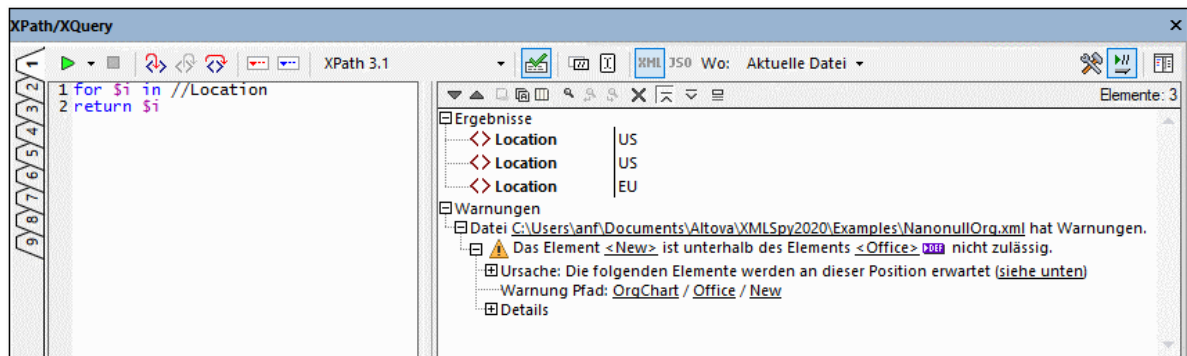 XPath/XQuery
XPath 3.1
XML JSO Wo: Aktuelle Datei
1 for $i in //Location
2 return $i
Elemente: 3
Ergebnisse
Location US
Location US
Location EU
Warnungen
Datei C:\Users\anf\Documents\Altova\XMLSpy2020\Examples\NanonullOrg.xml hat Warnungen.
Das Element <New> ist unterhalb des Elements <Office> DEF nicht zulässig.
Ursache: Die folgenden Elemente werden an dieser Position erwartet (siehe unten)
Warnung Pfad: OrgChart / Office / New
Details
1
2
3
4
5
6
7
8
9